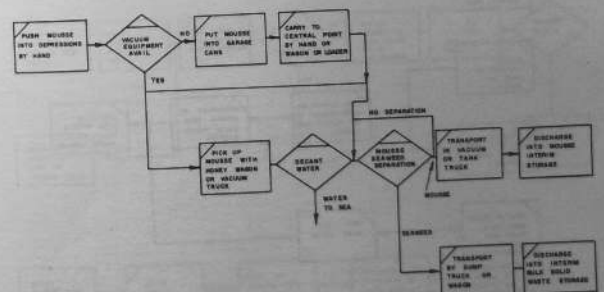 PUSH MOUSSE
INTO DEPRESSIONS
BY HAND
VACUUM
EQUIPMENT
AVAIL
NO
PUT MOUSSE
INTO GARAGE
CANS
CARRY TO
CENTRAL POINT
BY HAND OR
WAGON OR LOADER
YES
NO SEPARATION
PICK UP
MOUSSE WITH
HONEY WAGON
OR VACUUM
TRUCK
DECANT
WATER
MOUSSE
SEAWEED
SEPARATION
TRANSPORT
IN VACUUM
OR TANK
TRUCK
DISCHARGE
INTO MOUSSE
INTERIM
STORAGE
MOUSSE
WATER
TO SEA
SEAWEED
TRANSPORT
BY DUMP
TRUCK OR
WAGON
DISCHARGE
INTO INTERIM
BULK SOLID
WASTE STORAGE